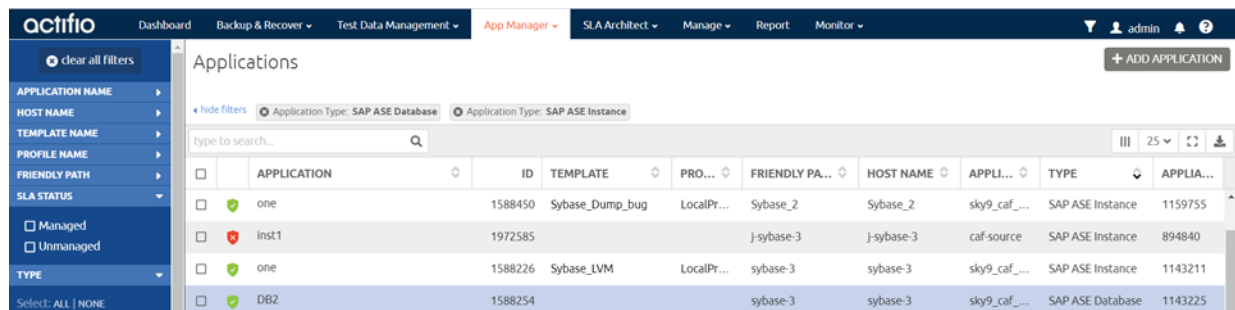 actifio Dashboard Backup & Recover Test Data Management App Manager SLA Architect Manage Report Monitor admin
clear all filters
Applications
+ ADD APPLICATION
APPLICATION NAME
HOST NAME
TEMPLATE NAME
PROFILE NAME
FRIENDLY PATH
SLA STATUS
Managed
Unmanaged
TYPE
Select: ALL | NONE
hide filters Application Type: SAP ASE Database Application Type: SAP ASE Instance
type to search... 25
APPLICATION ID TEMPLATE PRO... FRIENDLY PA... HOST NAME APPLI... TYPE APPLIA...
one 1588450 Sybase_Dump_bug LocalPr... Sybase_2 Sybase_2 sky9_caf_... SAP ASE Instance 1159755
inst1 1972585 j-sybase-3 j-sybase-3 caf-source SAP ASE Instance 894840
one 1588226 Sybase_LVM LocalPr... sybase-3 sybase-3 sky9_caf_... SAP ASE Instance 1143211
DB2 1588254 sybase-3 sybase-3 sky9_caf_... SAP ASE Database 1143225